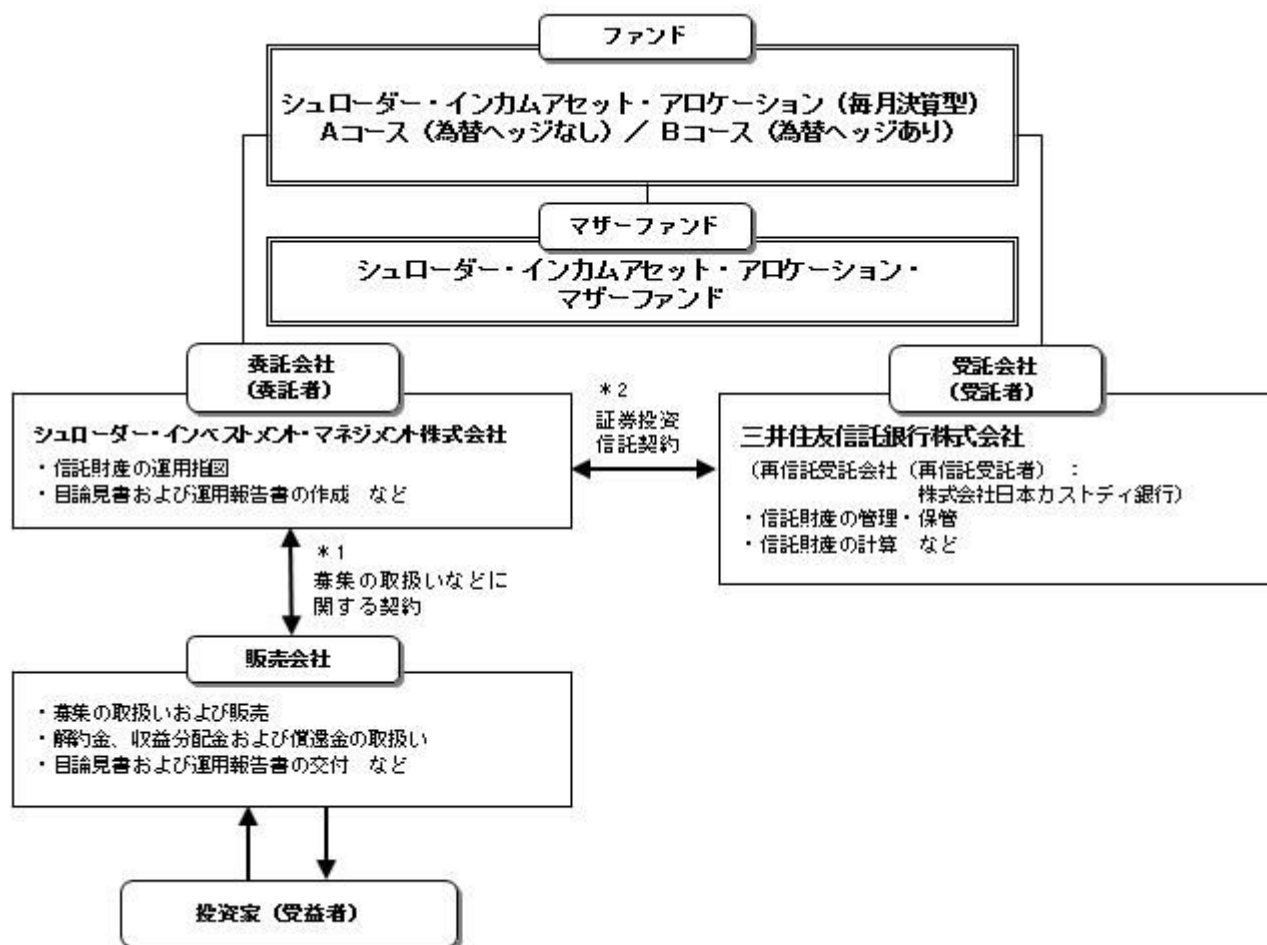 ファンド
シュローダー・インカムアセット・アロケーション（毎月決算型）
Aコース（為替ヘッジなし）／ Bコース（為替ヘッジあり）
マザーファンド
シュローダー・インカムアセット・アロケーション・
マザーファンド
委託会社
（委託者）
シュローダー・インベストメント・マネジメント株式会社
・信託財産の運用指図
・目論見書および運用報告書の作成　など
＊2
証券投資
信託契約
受託会社
（受託者）
三井住友信託銀行株式会社
（再信託受託会社（再信託受託者）：
株式会社日本カストディ銀行）
・信託財産の管理・保管
・信託財産の計算　など
＊1
募集の取扱いなどに
関する契約
販売会社
・募集の取扱いおよび販売
・解約金、収益分配金および償還金の取扱い
・目論見書および運用報告書の交付　など
投資家（受益者）